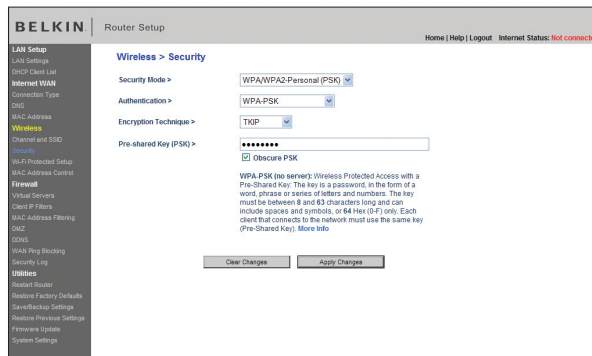 BELKIN. Router Setup
Home | Help | Logout Internet Status: Not connected
LAN Setup
LAN Settings
DHCP Client List
Internet WAN
Connection Type
DNS
MAC Address
Wireless
Channel and SSID
Security
Wi-Fi Protected Setup
MAC Address Control
Firewall
Virtual Servers
Client IP Filters
MAC Address Filtering
DMZ
DDNS
WAN Ping Blocking
Security Log
Utilities
Restart Router
Restore Factory Defaults
Save/Backup Settings
Restore Previous Settings
Firmware Update
System Settings
Wireless > Security
Security Mode > WPA/WPA2-Personal (PSK)
Authentication > WPA-PSK
Encryption Technique > TKIP
Pre-shared Key (PSK) > ●●●●●●●●
Obscure PSK
WPA-PSK (no server): Wireless Protected Access with a
Pre-Shared Key: The key is a password, in the form of a
word, phrase or series of letters and numbers. The key
must be between 8 and 63 characters long and can
include spaces and symbols, or 64 Hex (0-F) only. Each
client that connects to the network must use the same key
(Pre-Shared Key). More Info
Clear Changes Apply Changes